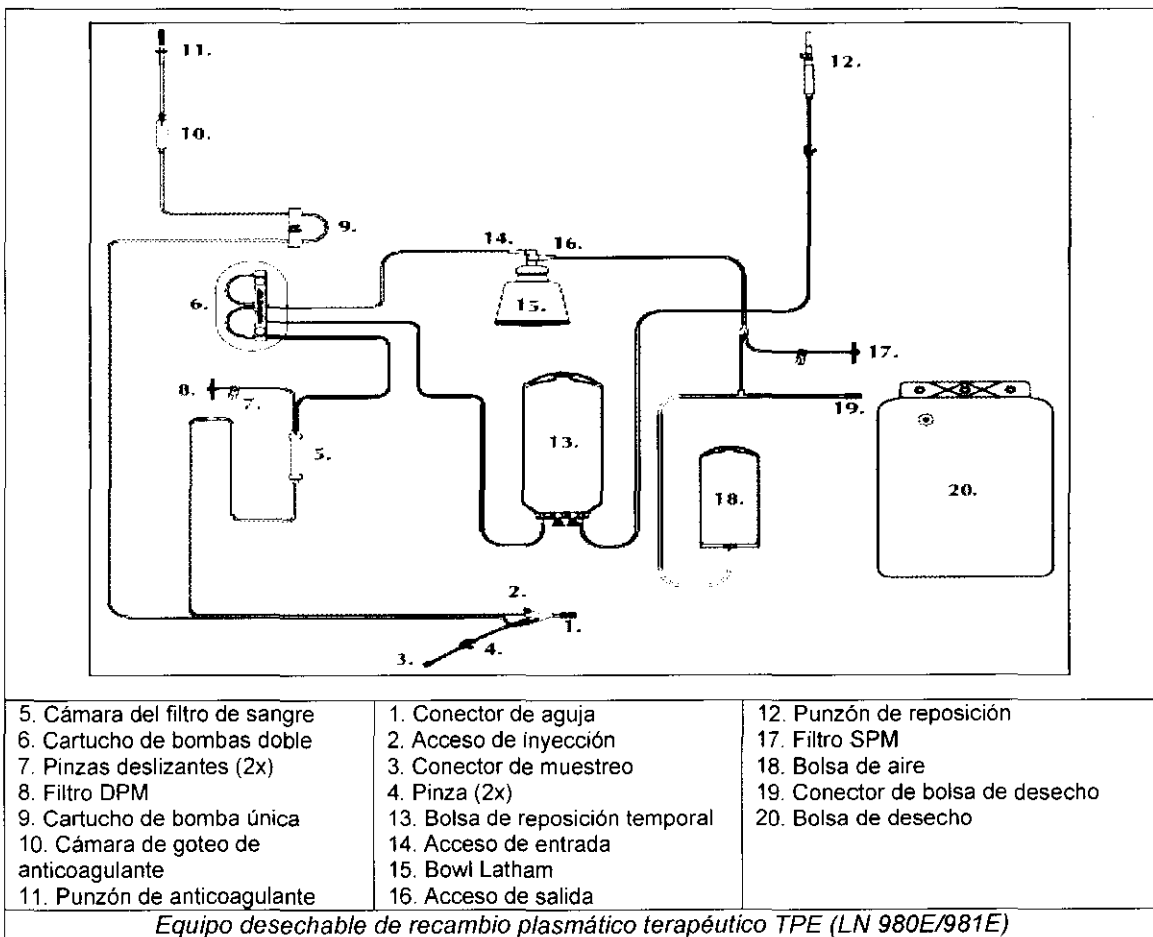 11.
12.
10.
9.
14.
16.
6.
15.
17.
8.
7.
19.
13.
5.
18.
20.
2.
1.
4.
3.
5. Cámara del filtro de sangre
6. Cartucho de bombas doble
7. Pinzas deslizantes (2x)
8. Filtro DPM
9. Cartucho de bomba única
10. Cámara de goteo de
anticoagulante
11. Punzón de anticoagulante
1. Conector de aguja
2. Acceso de inyección
3. Conector de muestreo
4. Pinza (2x)
13. Bolsa de reposición temporal
14. Acceso de entrada
15. Bowl Latham
16. Acceso de salida
12. Punzón de reposición
17. Filtro SPM
18. Bolsa de aire
19. Conector de bolsa de desecho
20. Bolsa de desecho
Equipo desechable de recambio plasmático terapéutico TPE (LN 980E/981E)